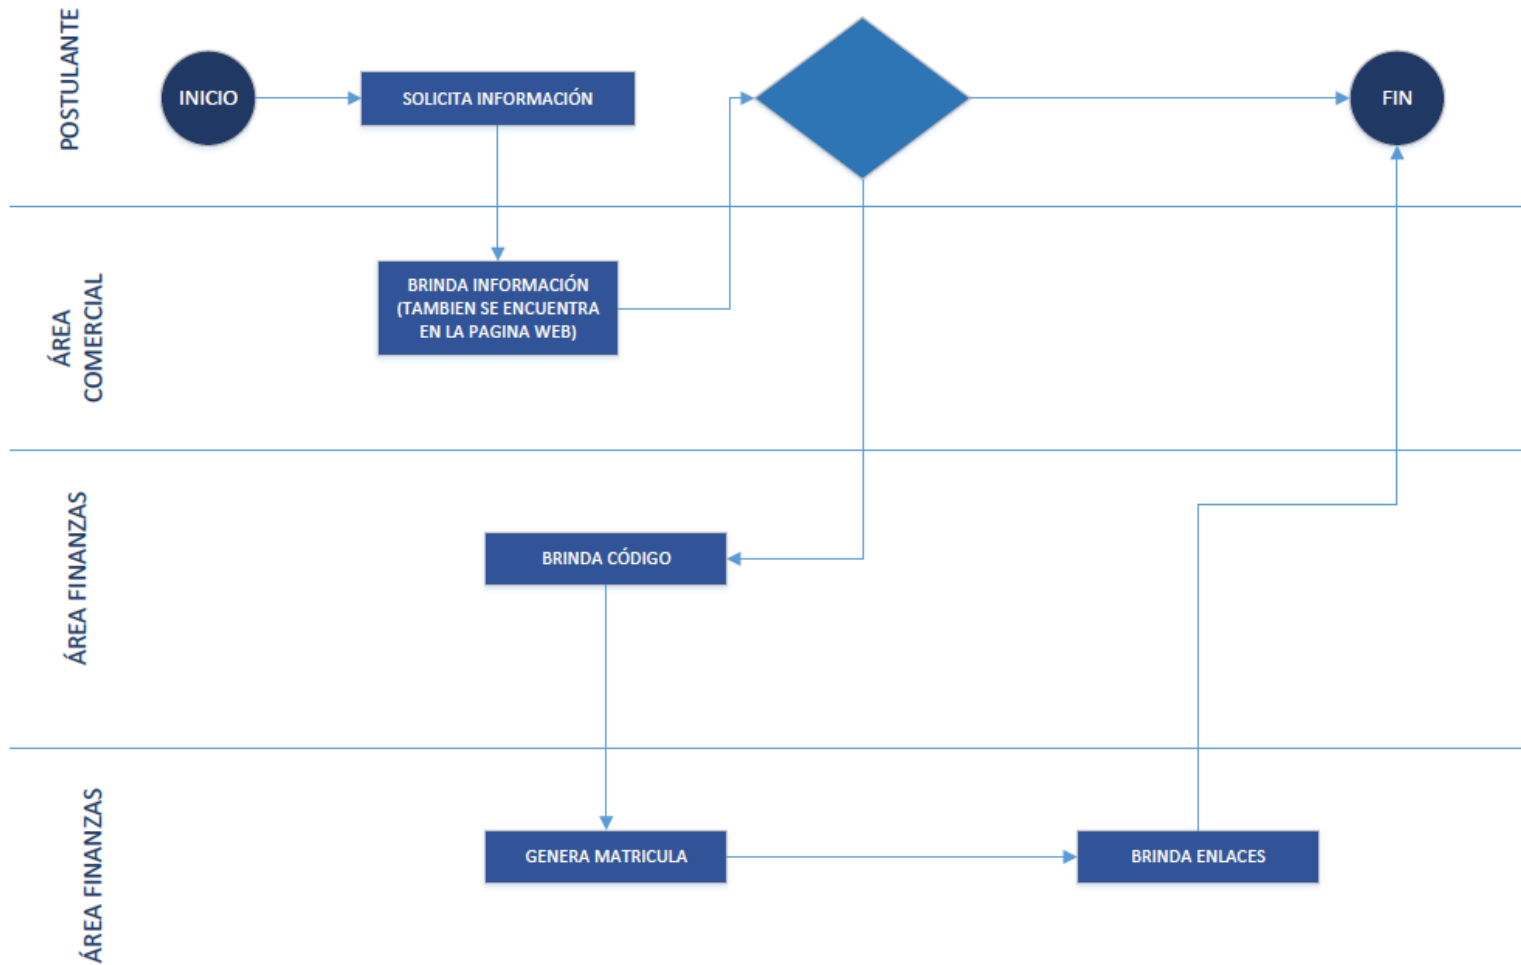 POSTULANTE
INICIO
SOLICITA INFORMACIÓN
FIN
ÁREA
COMERCIAL
BRINDA INFORMACIÓN
(TAMBIEN SE ENCUENTRA
EN LA PAGINA WEB)
ÁREA FINANZAS
BRINDA CÓDIGO
ÁREA FINANZAS
GENERA MATRICULA
BRINDA ENLACES